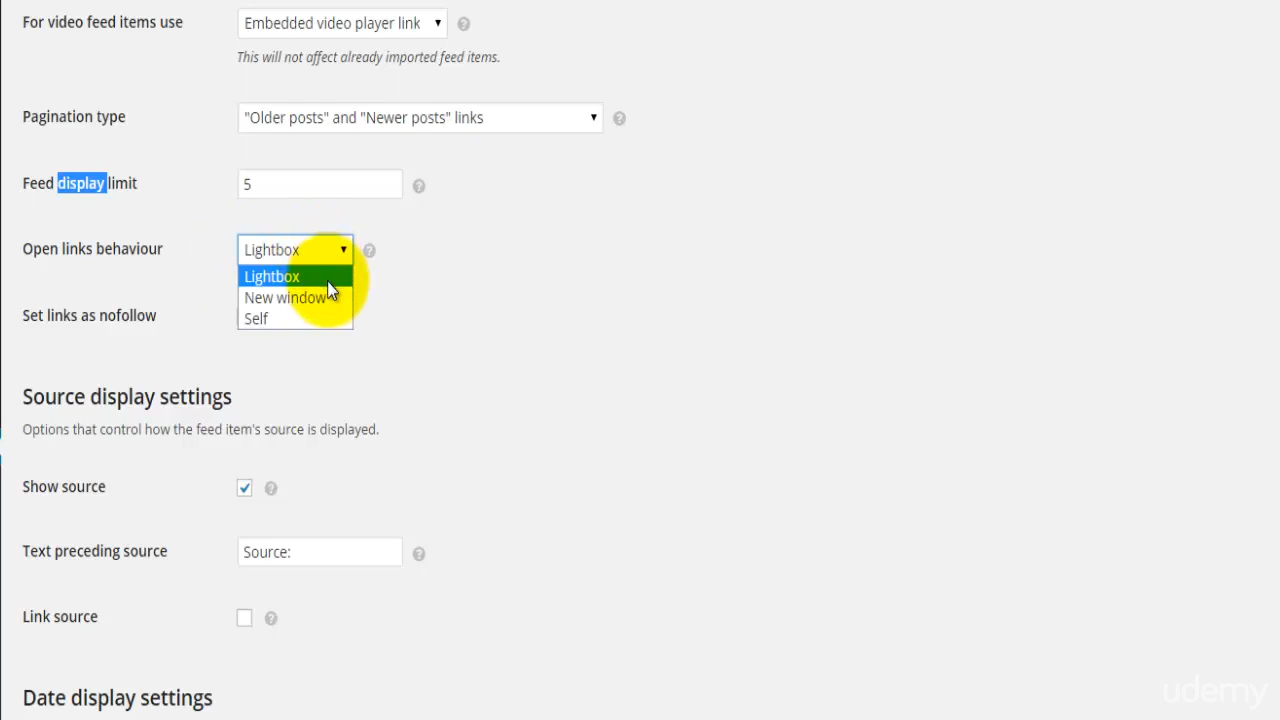 For video feed items use
Embedded video player link
This will not affect already imported feed items.
Pagination type
"Older posts" and "Newer posts" links
Feed display limit
5
Open links behaviour
Lightbox
Lightbox
New window
Self
Set links as nofollow
Source display settings
Options that control how the feed item's source is displayed.
Show source
Text preceding source
Source:
Link source
Date display settings
udemy